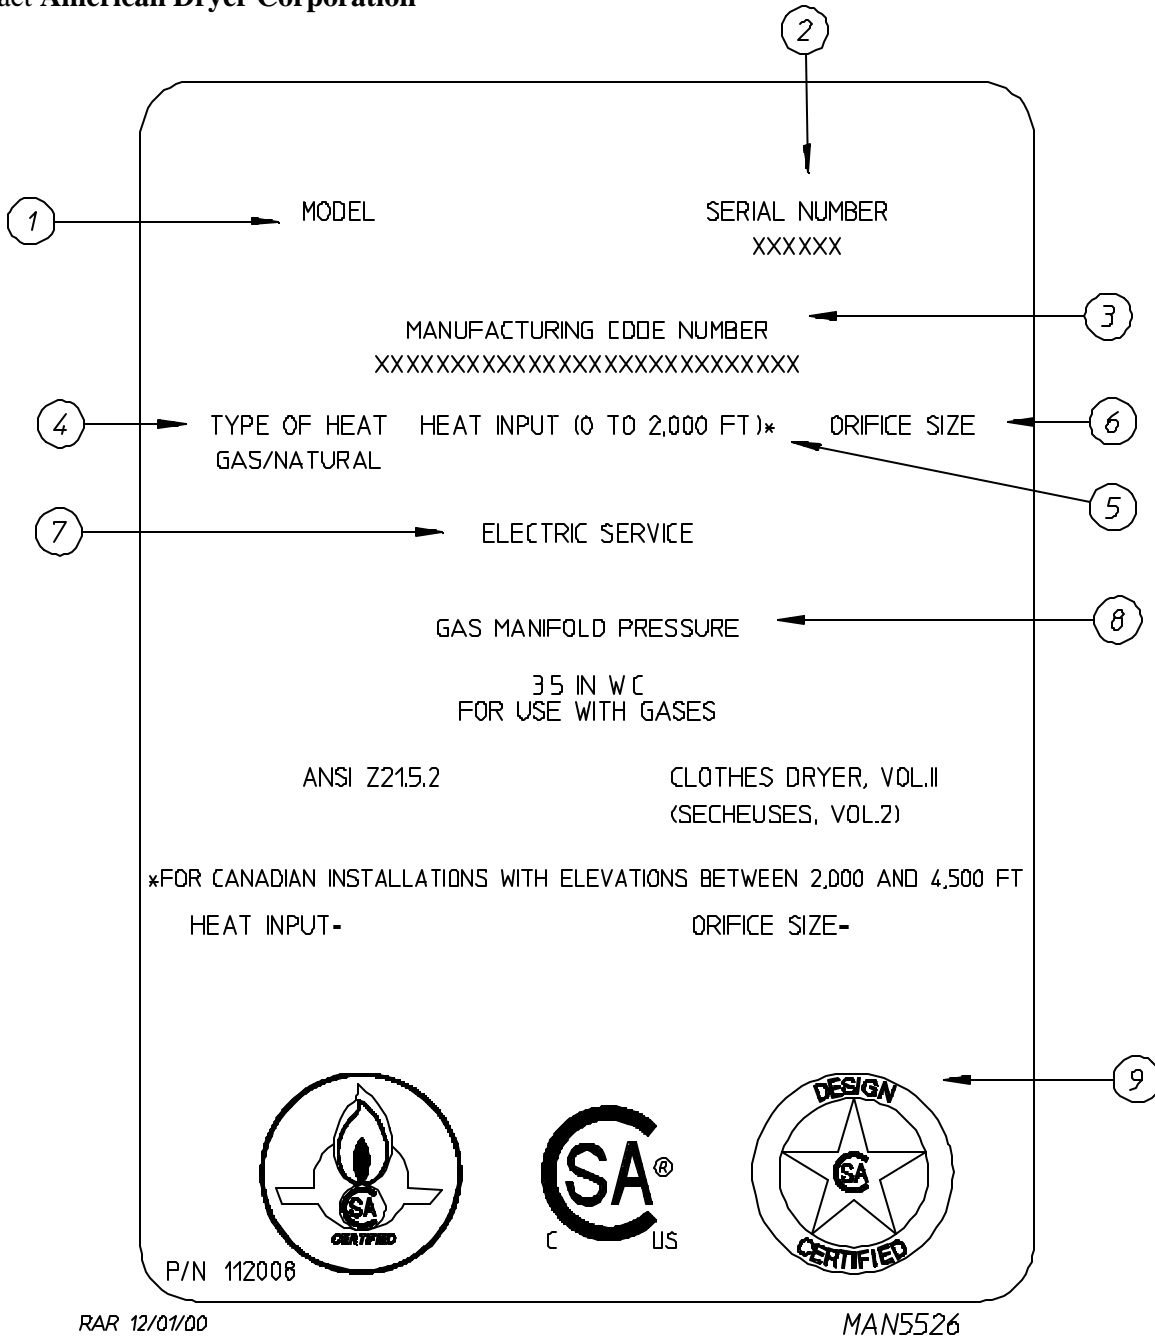 act American Dryer Corporation
2
1
MODEL
SERIAL NUMBER
XXXXXX
3
MANUFACTURING CODE NUMBER
XXXXXXXXXXXXXXXXXXXXXXXXXXXX
4
TYPE OF HEAT HEAT INPUT (0 TO 2,000 FT)* ORIFICE SIZE
6
GAS/NATURAL
5
7
ELECTRIC SERVICE
GAS MANIFOLD PRESSURE
8
3.5 IN W C
FOR USE WITH GASES
ANSI Z21.5.2
CLOTHES DRYER, VOL.II
(SECHEUSES, VOL.2)
*FOR CANADIAN INSTALLATIONS WITH ELEVATIONS BETWEEN 2,000 AND 4,500 FT
HEAT INPUT-
ORIFICE SIZE-
9
SA
CERTIFIED
SA®
C US
DESIGN
SA
CERTIFIED
P/N 112008
RAR 12/01/00
MAN5526